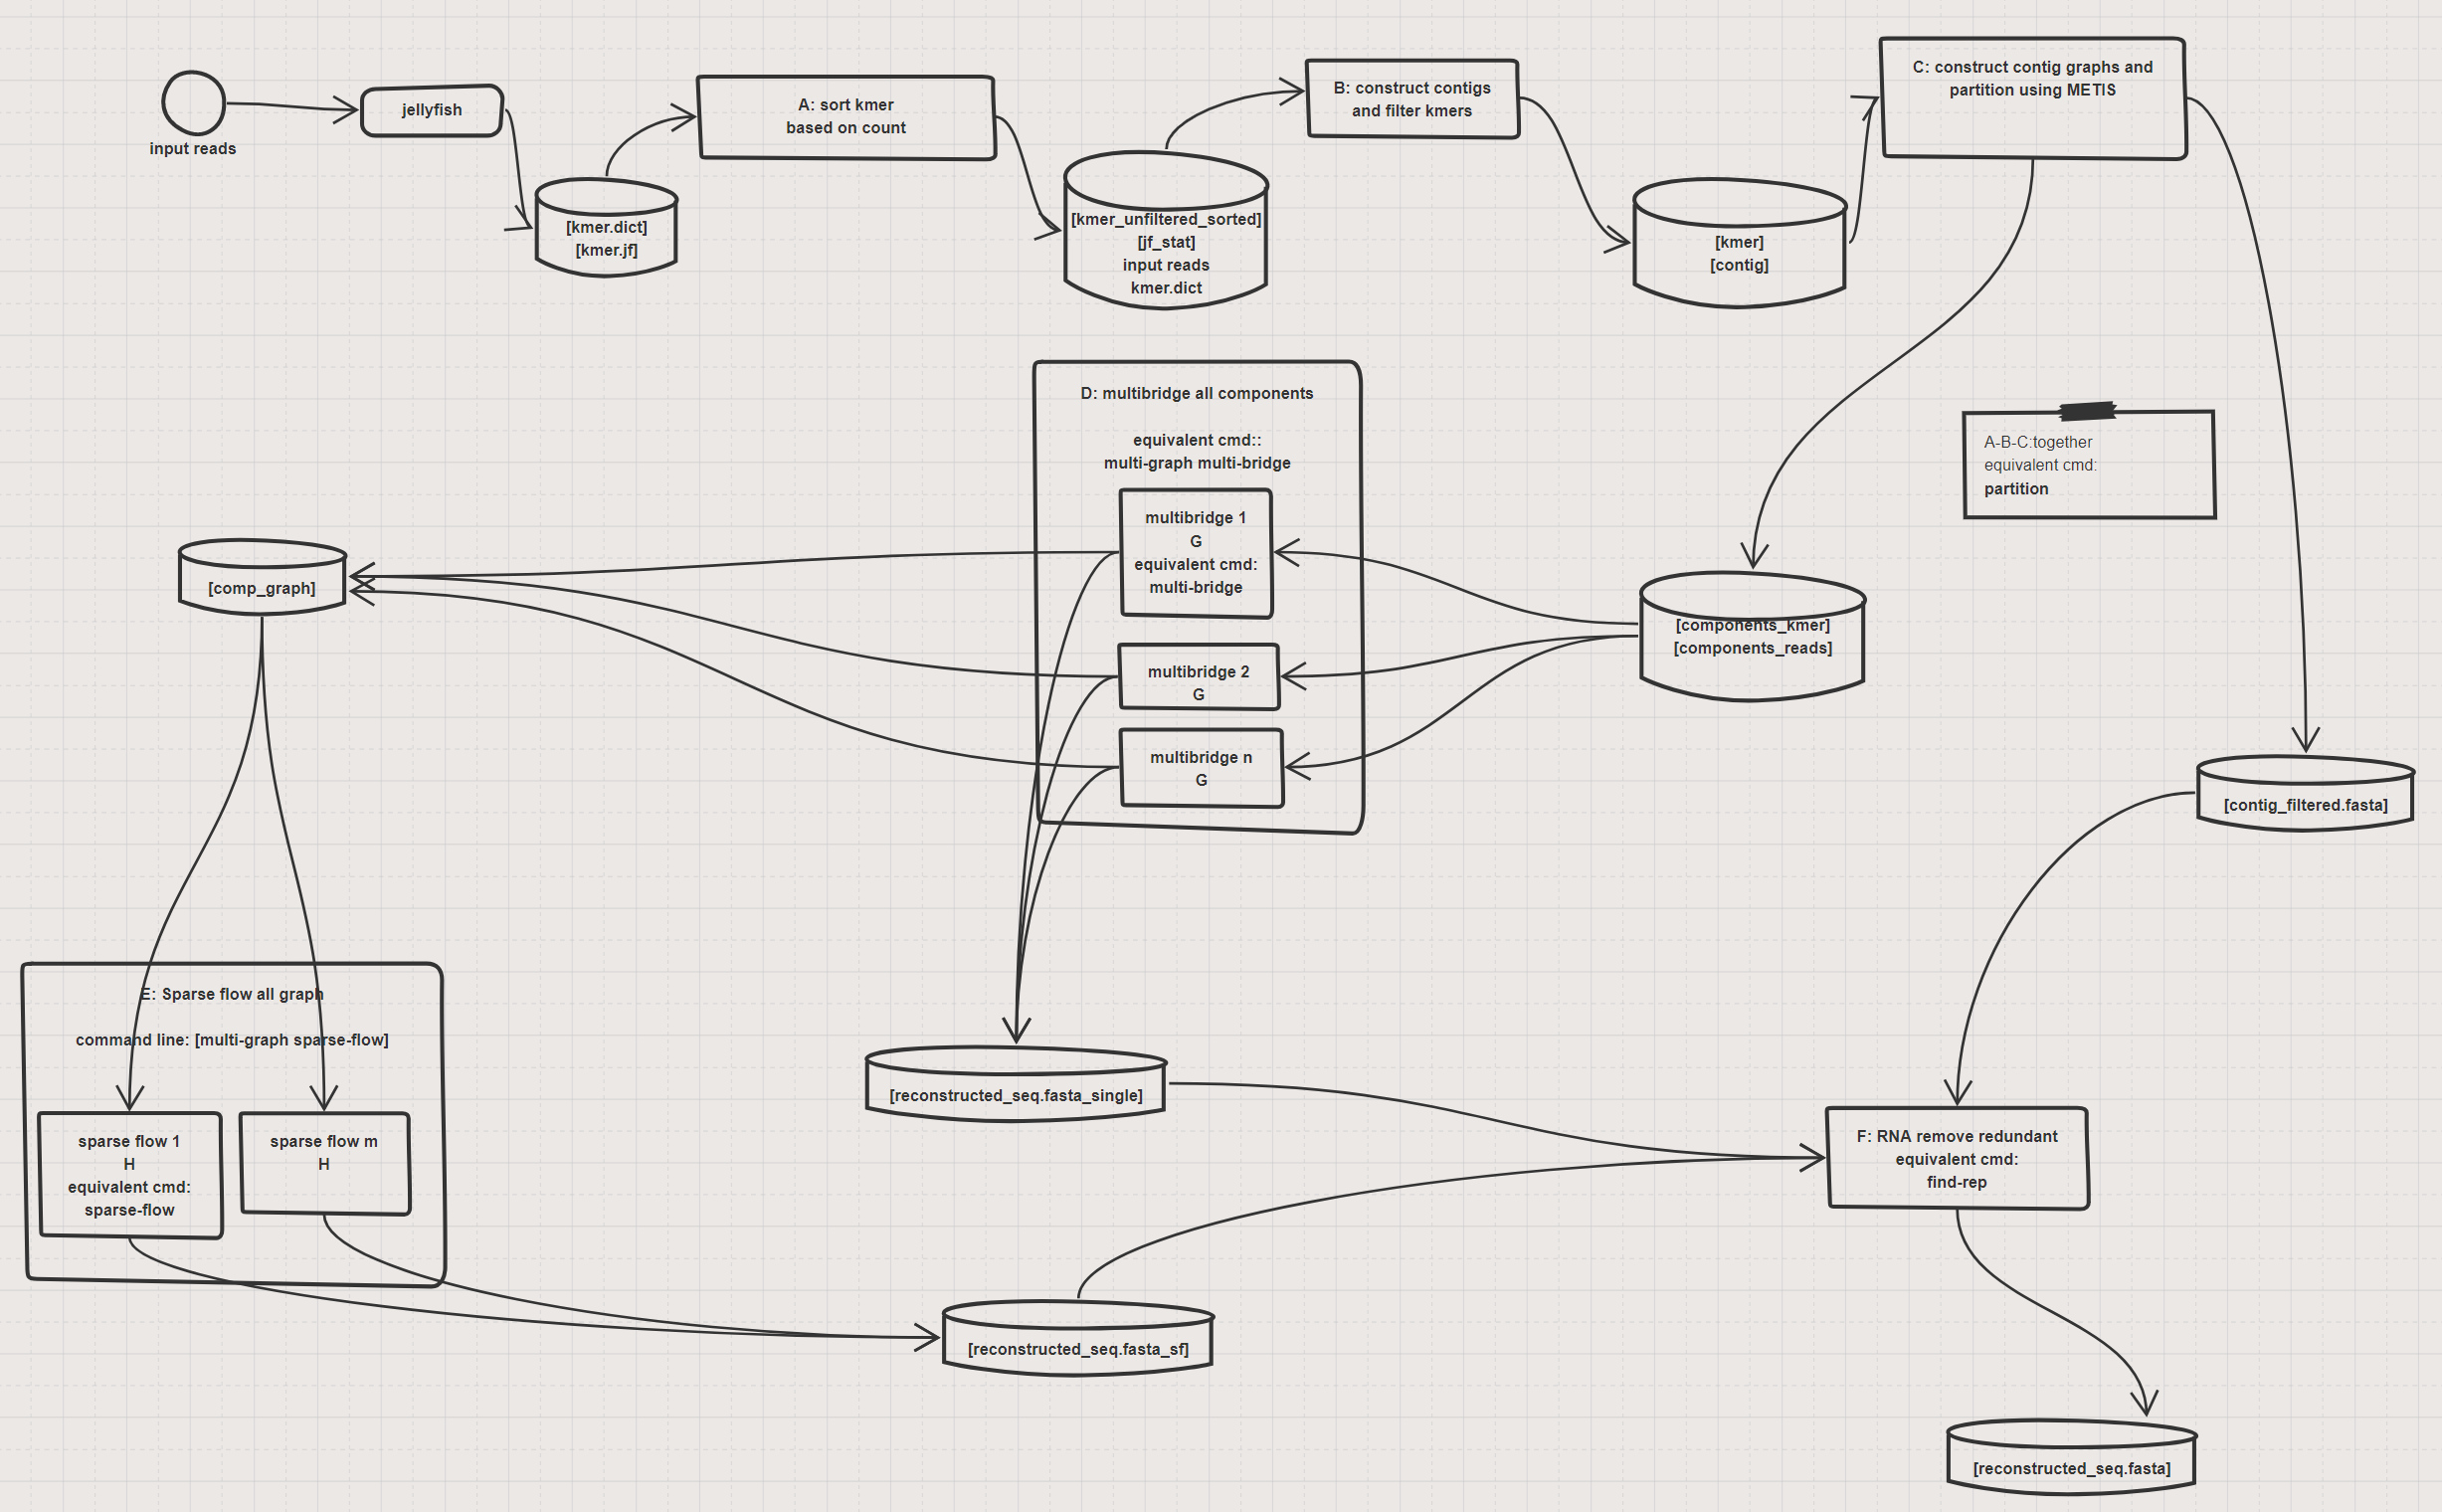 input reads
jellyfish
[kmer.dict]
[kmer.jf]
A: sort kmer
based on count
[kmer_unfiltered_sorted]
[jf_stat]
input reads
kmer.dict
B: construct contigs
and filter kmers
[kmer]
[contig]
C: construct contig graphs and
partition using METIS
A-B-C:together
equivalent cmd:
partition
D: multibridge all components
equivalent cmd::
multi-graph multi-bridge
multibridge 1
G
equivalent cmd:
multi-bridge
multibridge 2
G
multibridge n
G
[components_kmer]
[components_reads]
[comp_graph]
[contig_filtered.fasta]
E: Sparse flow all graph
command line: [multi-graph sparse-flow]
sparse flow 1
H
equivalent cmd:
sparse-flow
sparse flow m
H
[reconstructed_seq.fasta_single]
F: RNA remove redundant
equivalent cmd:
find-rep
[reconstructed_seq.fasta_sf]
[reconstructed_seq.fasta]